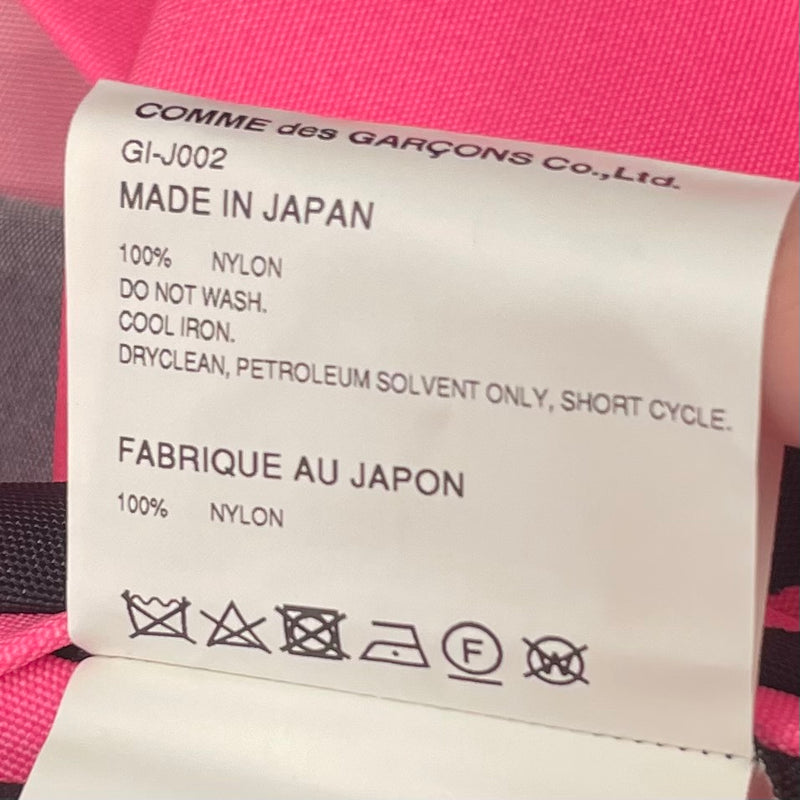 COMME des GARÇONS Co.,Ltd.
GI-J002
MADE IN JAPAN
100% NYLON
DO NOT WASH.
COOL IRON.
DRYCLEAN, PETROLEUM SOLVENT ONLY, SHORT CYCLE.
FABRIQUE AU JAPON
100% NYLON
F W